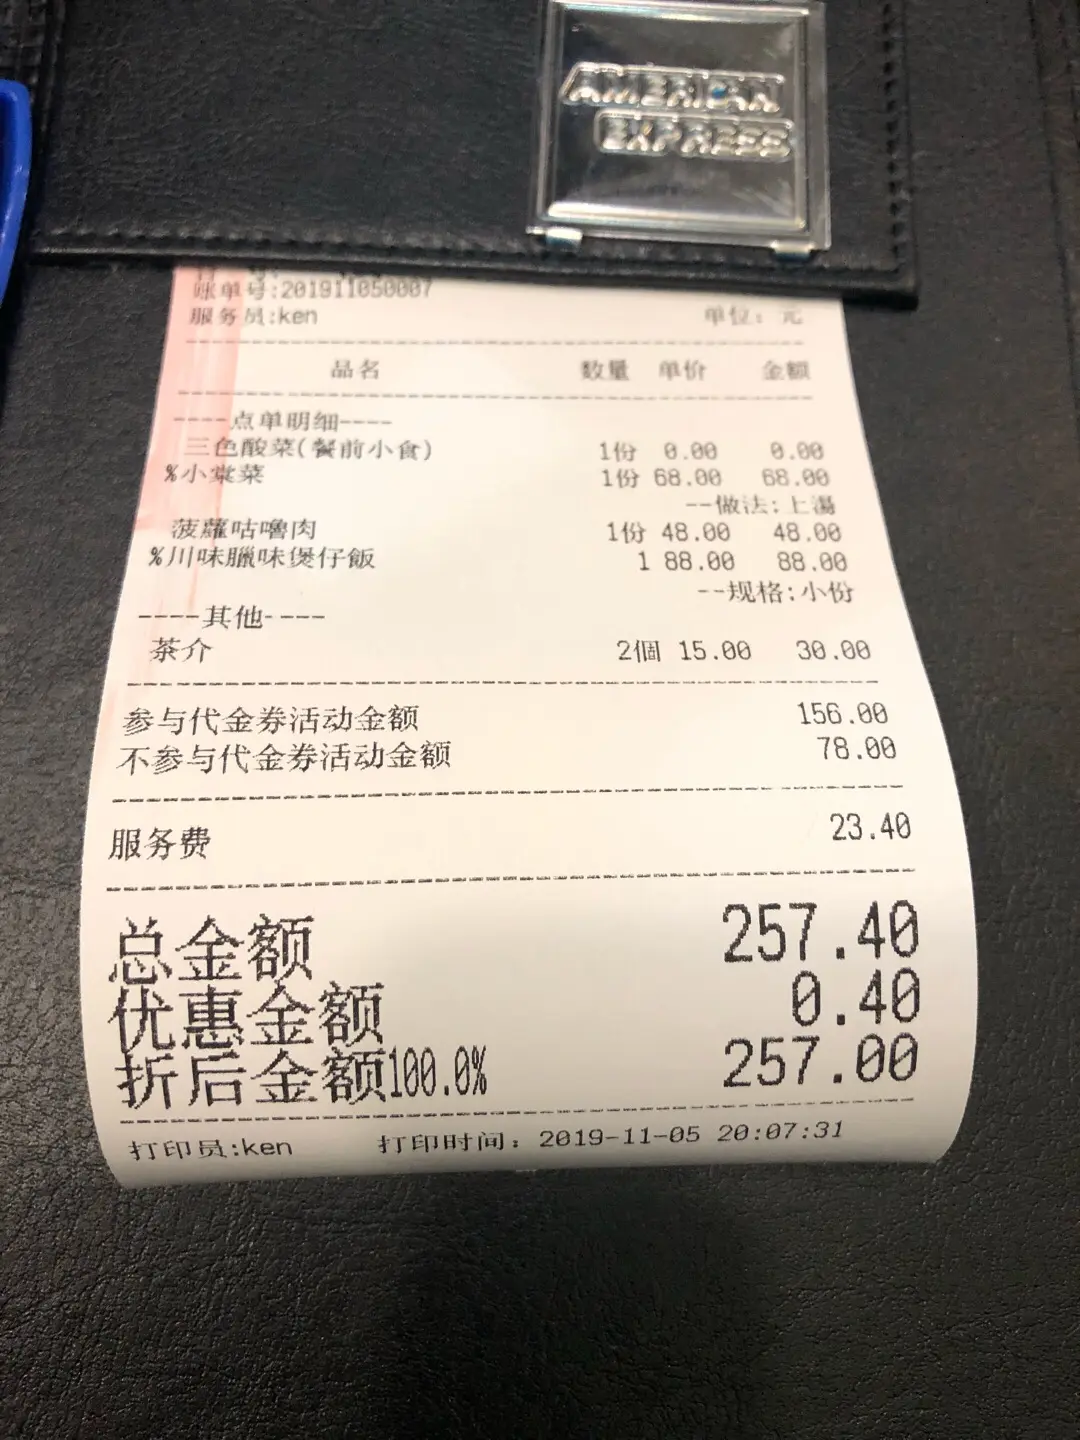 AMERICAN
EXPRESS
账单号:201911050007
服务员:ken 单位: 元
品名 数量 单价 金额
----点单明细----
三色酸菜(餐前小食) 1份 0.00 0.00
%小棠菜 1份 68.00 68.00
--做法:上湯
菠蘿咕嚕肉 1份 48.00 48.00
%川味臘味煲仔飯 1 88.00 88.00
--规格:小份
----其他----
茶介 2個 15.00 30.00
参与代金券活动金额 156.00
不参与代金券活动金额 78.00
服务费 23.40
总金额 257.40
优惠金额 0.40
折后金额100.0% 257.00
打印员:ken 打印时间: 2019-11-05 20:07:31